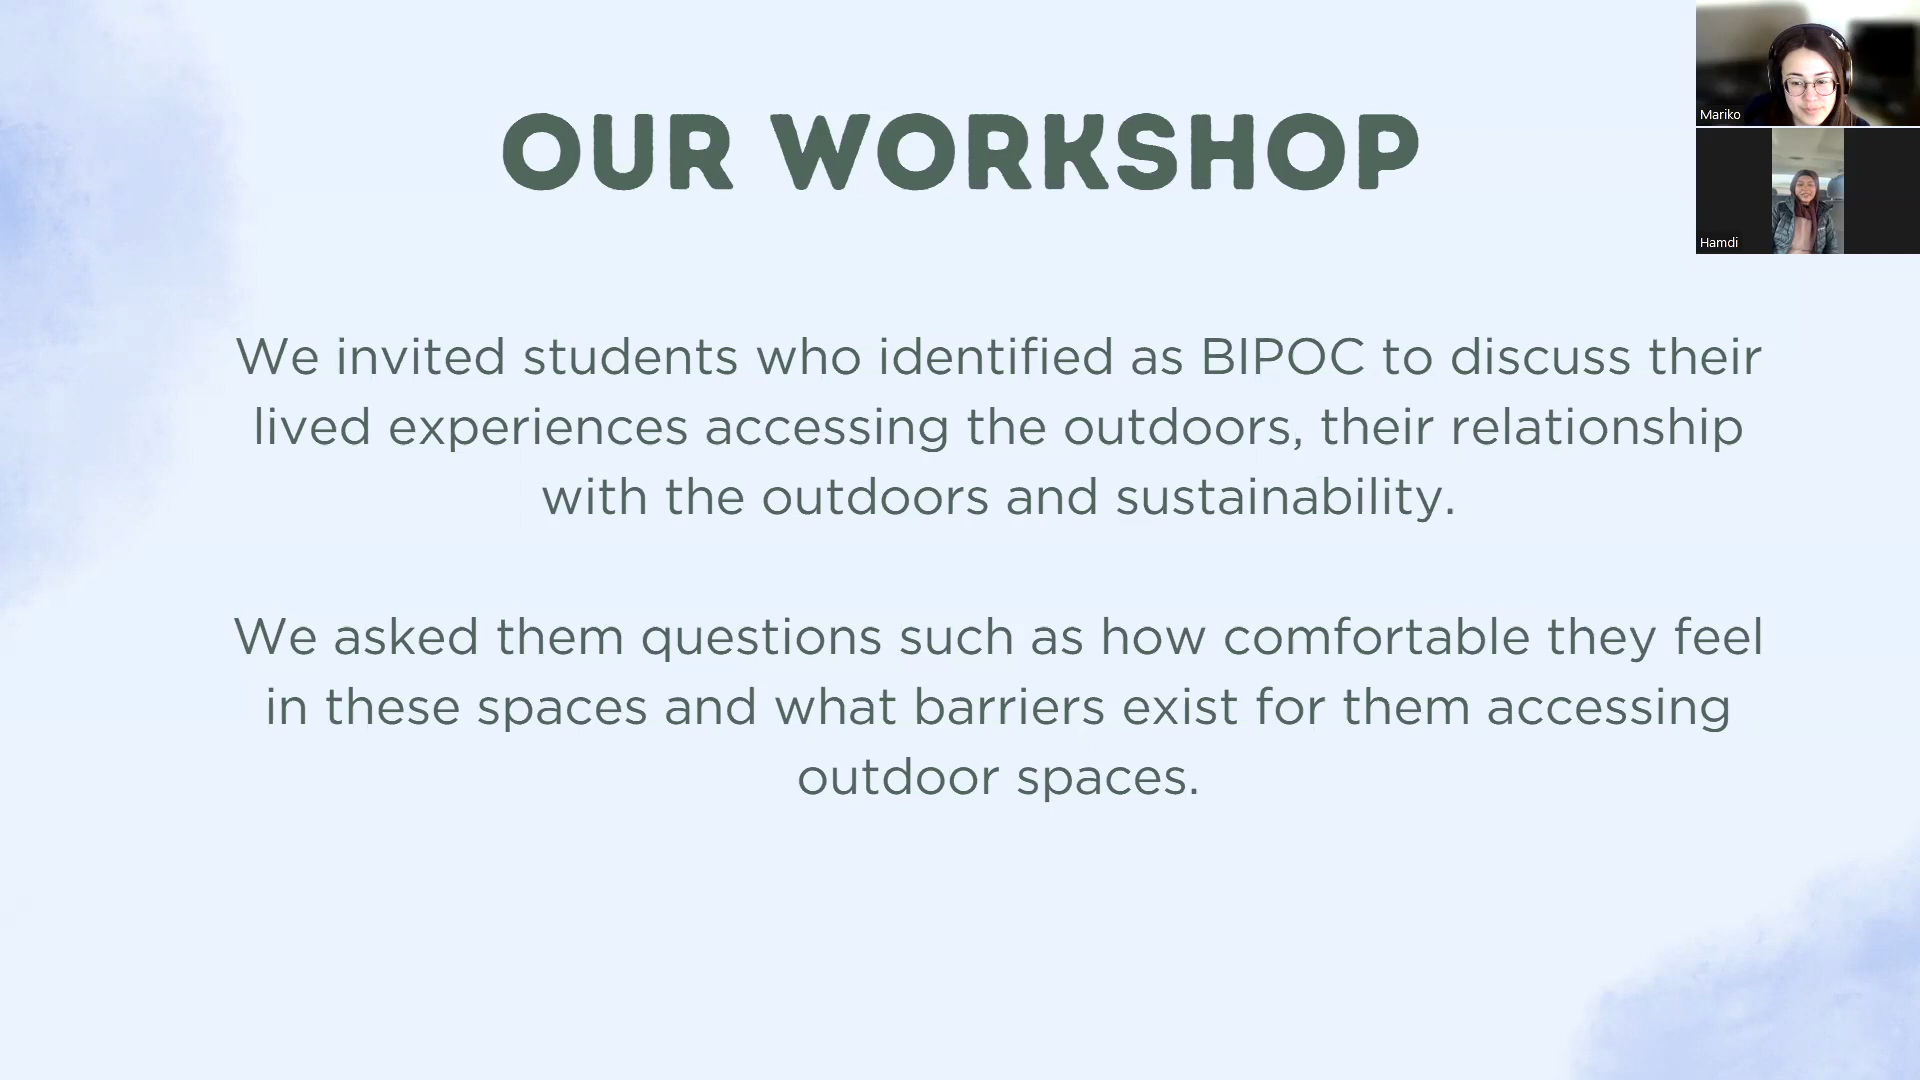 OUR WORKSHOP
We invited students who identified as BIPOC to discuss their
lived experiences accessing the outdoors, their relationship
with the outdoors and sustainability.
We asked them questions such as how comfortable they feel
in these spaces and what barriers exist for them accessing
outdoor spaces.
Mariko
Hamdi